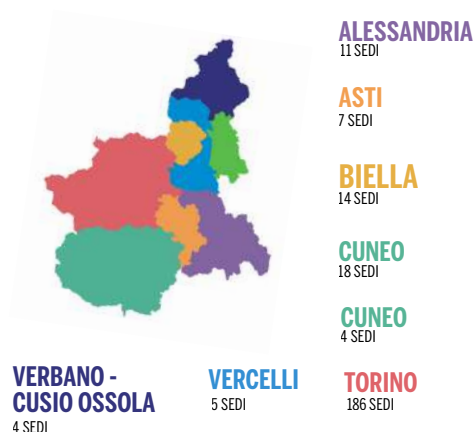 ALESSANDRIA
11 SEDI
ASTI
7 SEDI
BIELLA
14 SEDI
CUNEO
18 SEDI
CUNEO
4 SEDI
VERBANO -
CUSIO OSSOLA
4 SEDI
VERCELLI
5 SEDI
TORINO
186 SEDI